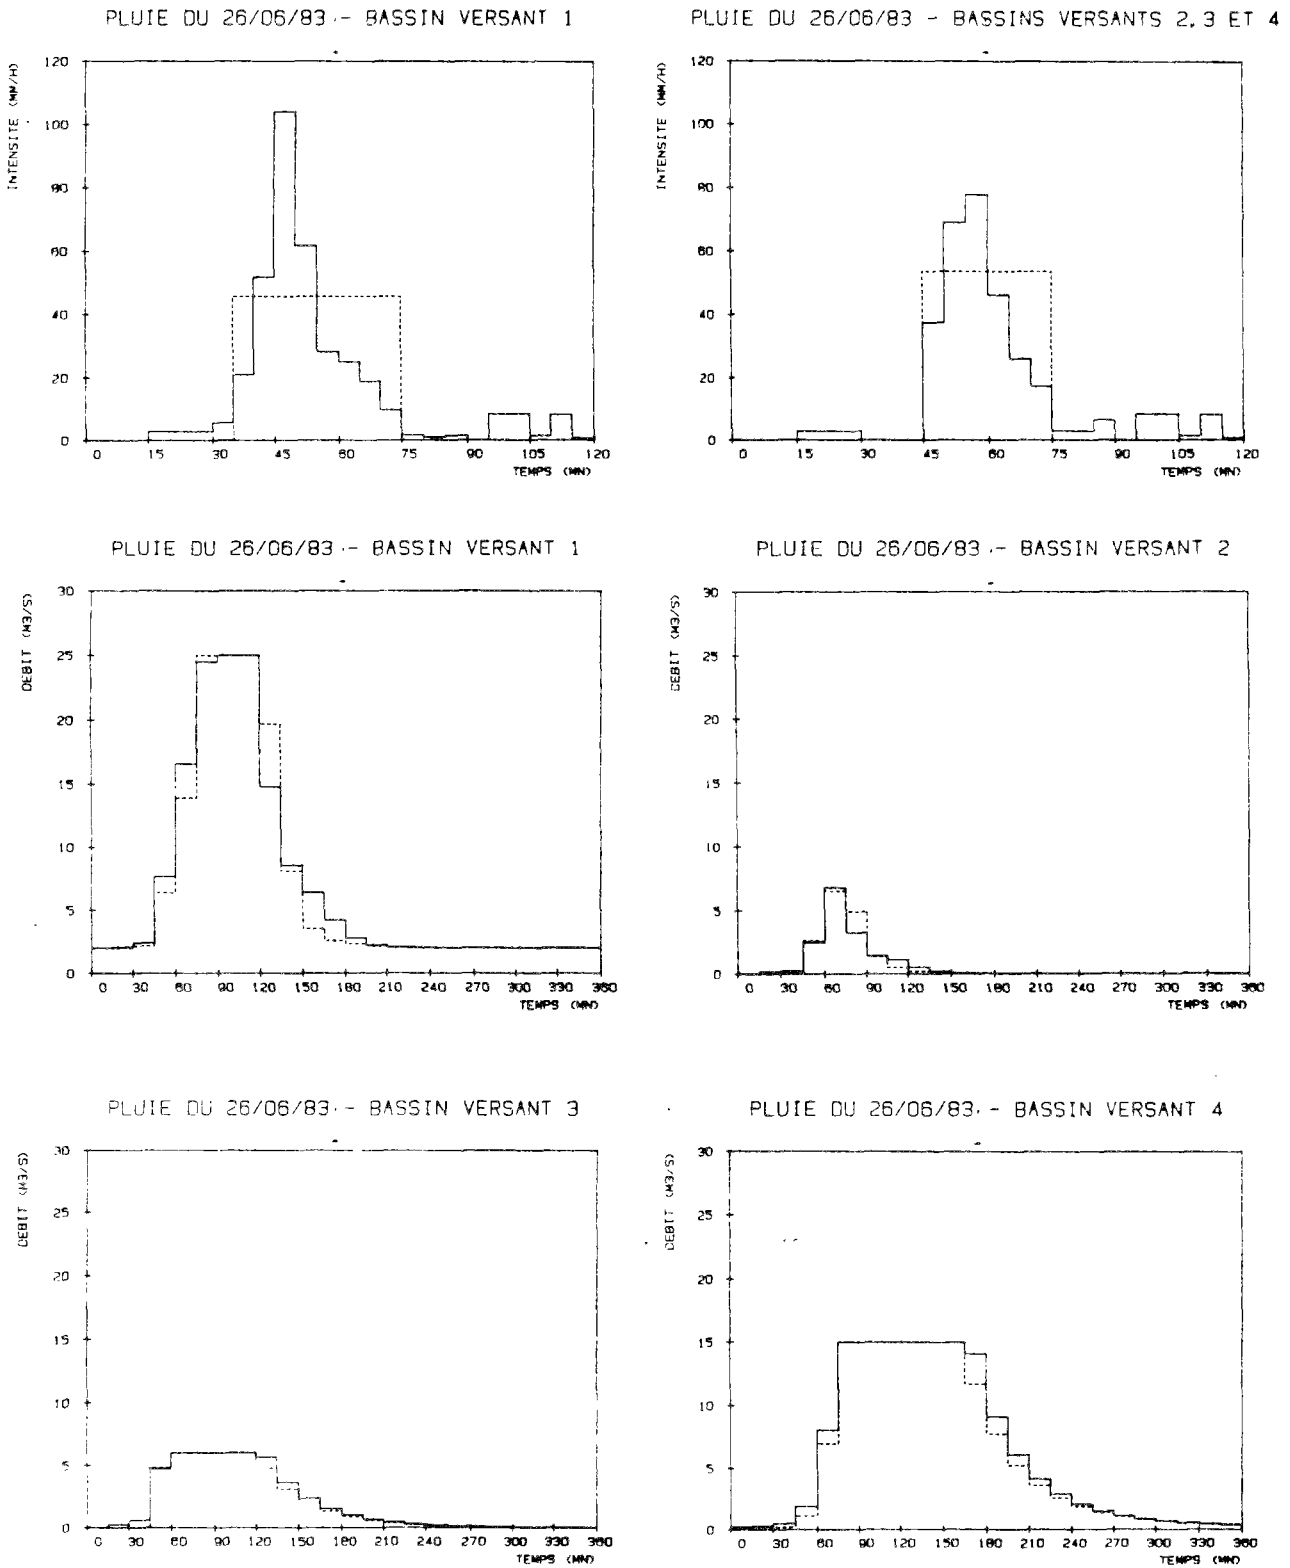 PLUIE DU 26/06/83 - BASSIN VERSANT 1
INTENSITE (MM/H)
120
100
80
60
40
20
0
0 15 30 45 60 75 90 105 120
TEMPS (MN)
PLUIE DU 26/06/83 - BASSINS VERSANTS 2, 3 ET 4
INTENSITE (MM/H)
120
100
80
60
40
20
0
0 15 30 45 60 75 90 105 120
TEMPS (MN)
PLUIE DU 26/06/83 - BASSIN VERSANT 1
DEBIT (M3/S)
30
25
20
15
10
5
0
0 30 60 90 120 150 180 210 240 270 300 330 360
TEMPS (MN)
PLUIE DU 26/06/83 - BASSIN VERSANT 2
DEBIT (M3/S)
30
25
20
15
10
5
0
0 30 60 90 120 150 180 210 240 270 300 330 360
TEMPS (MN)
PLUIE DU 26/06/83 - BASSIN VERSANT 3
DEBIT (M3/S)
30
25
20
15
10
5
0
0 30 60 90 120 150 180 210 240 270 300 330 360
TEMPS (MN)
PLUIE DU 26/06/83 - BASSIN VERSANT 4
DEBIT (M3/S)
30
25
20
15
10
5
0
0 30 60 90 120 150 180 210 240 270 300 330 360
TEMPS (MN)